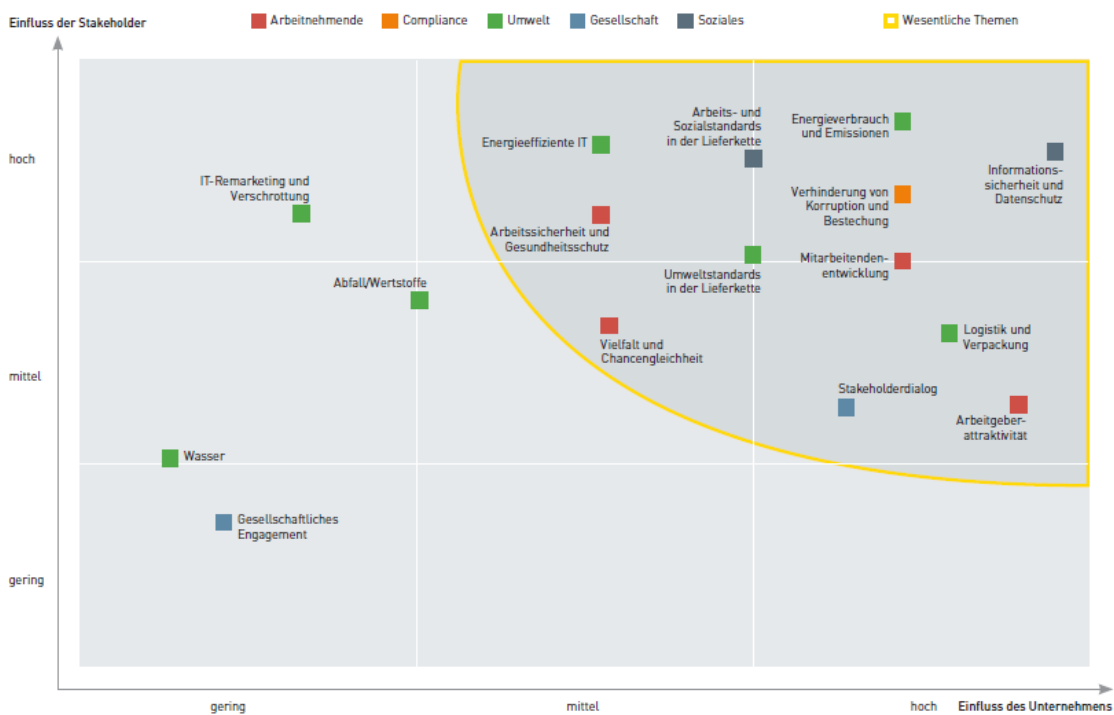 Einfluss der Stakeholder
Arbeitnehmende
Compliance
Umwelt
Gesellschaft
Soziales
Wesentliche Themen
hoch
mittel
gering
Energieeffiziente IT
Arbeits- und
Sozialstandards
in der Lieferkette
Energieverbrauch
und Emissionen
Informations-
sicherheit und
Datenschutz
IT-Remarketing und
Verschrottung
Verhinderung von
Korruption und
Bestechung
Arbeitssicherheit und
Gesundheitsschutz
Mitarbeitenden-
entwicklung
Umweltstandards
in der Lieferkette
Abfall/Wertstoffe
Vielfalt und
Chancengleichheit
Logistik und
Verpackung
Stakeholderdialog
Arbeitgeber-
attraktivität
Wasser
Gesellschaftliches
Engagement
gering
mittel
hoch
Einfluss des Unternehmens